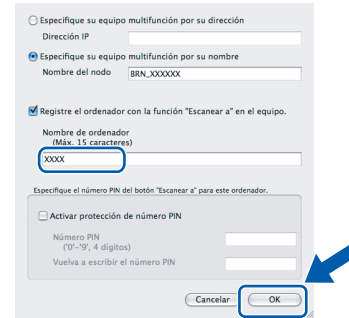 Especifique su equipo multifunción por su dirección
Dirección IP
Especifique su equipo multifunción por su nombre
Nombre del nodo BRN_XXXXXX
Registre el ordenador con la función "Escanear a" en el equipo.
Nombre de ordenador
(Máx. 15 caracteres)
XXXX
Especifique el número PIN del botón "Escanear a" para este ordenador.
Activar protección de número PIN
Número PIN
('0'-'9', 4 dígitos)
Vuelva a escribir el número PIN
Cancelar OK